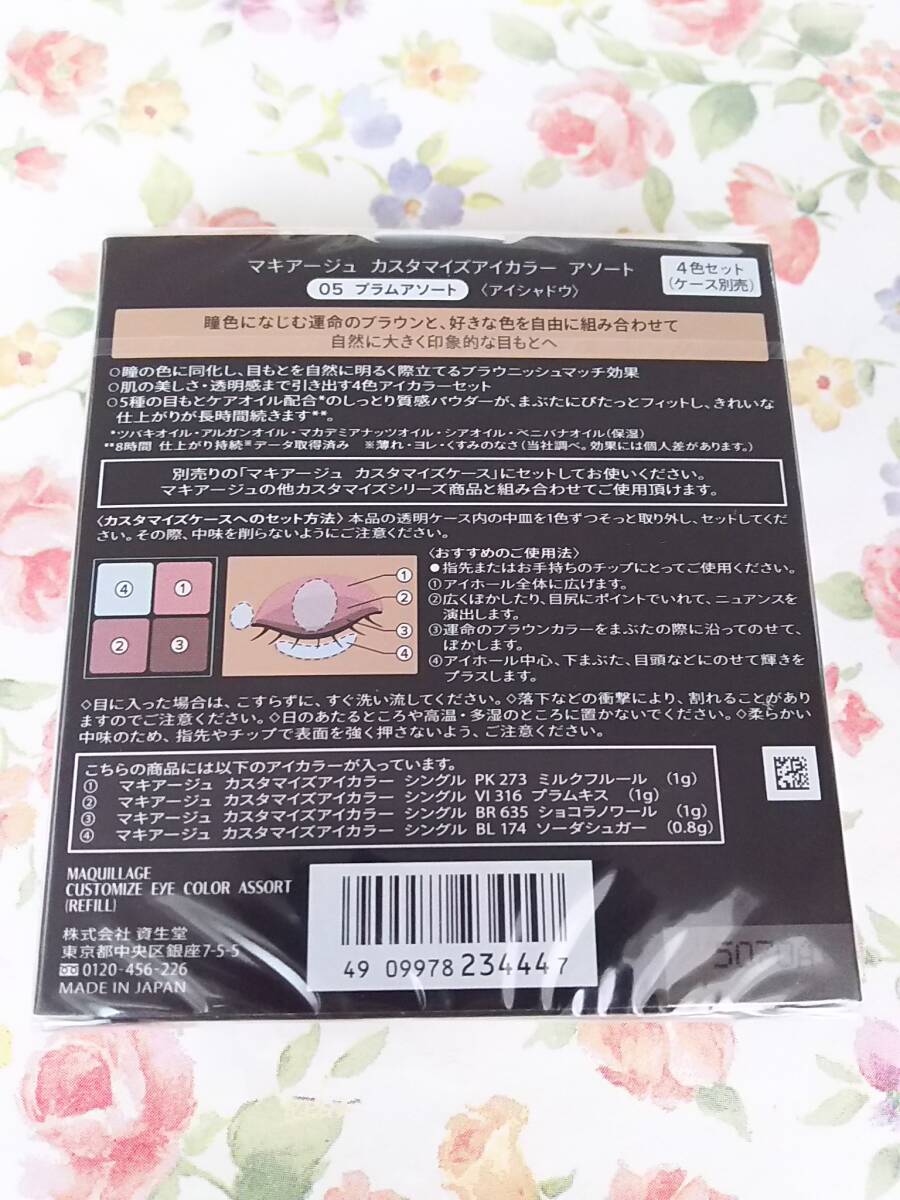 マキアージュ カスタマイズアイカラー アソート
05 プラムアソート 〈アイシャドウ〉
4色セット
(ケース別売)
瞳色になじむ運命のブラウンと、好きな色を自由に組み合わせて
自然に大きく印象的な目もとへ
○瞳の色に同化し、目もとを自然に明るく際立てるブラウニッシュマッチ効果
○肌の美しさ・透明感まで引き出す4色アイカラーセット
○5種の目もとケアオイル配合*のしっとり質感パウダーが、まぶたにぴたっとフィットし、きれいな
仕上がりが長時間続きます**。
*ツバキオイル・アルガンオイル・マカデミアナッツオイル・シアオイル・ベニバナオイル(保湿)
**8時間 仕上がり持続※データ取得済み ※薄れ・ヨレ・くすみのなさ(当社調べ。効果には個人差があります。)
別売りの「マキアージュ カスタマイズケース」にセットしてお使いください。
マキアージュの他カスタマイズシリーズ商品と組み合わせてご使用頂けます。
〈カスタマイズケースへのセット方法〉本品の透明ケース内の中皿を1色ずつそっと取り外し、セットしてくだ
さい。その際、中味を削らないようにご注意ください。
④ ①
② ③
①
②
③
④
〈おすすめのご使用法〉
●指先またはお手持ちのチップにとってご使用ください。
①アイホール全体に広げます。
②広くぼかしたり、目尻にポイントでいれて、ニュアンスを
演出します。
③運命のブラウンカラーをまぶたの際に沿ってのせて、
ぼかします。
④アイホール中心、下まぶた、目頭などにのせて輝きを
プラスします。
◇目に入った場合は、こすらずに、すぐ洗い流してください。◇落下などの衝撃により、割れることがあり
ますのでご注意ください。◇日のあたるところや高温・多湿のところに置かないでください。◇柔らかい
中味のため、指先やチップで表面を強く押さないよう、ご注意ください。
こちらの商品には以下のアイカラーが入っています。
① マキアージュ カスタマイズアイカラー シングル PK 273 ミルクフルール (1g)
② マキアージュ カスタマイズアイカラー シングル VI 316 プラムキス (1g)
③ マキアージュ カスタマイズアイカラー シングル BR 635 ショコラノワール (1g)
④ マキアージュ カスタマイズアイカラー シングル BL 174 ソーダシュガー (0.8g)
MAQUILLAGE
CUSTOMIZE EYE COLOR ASSORT
(REFILL)
株式会社 資生堂
東京都中央区銀座7-5-5
0120-456-226
MADE IN JAPAN
4909978234447